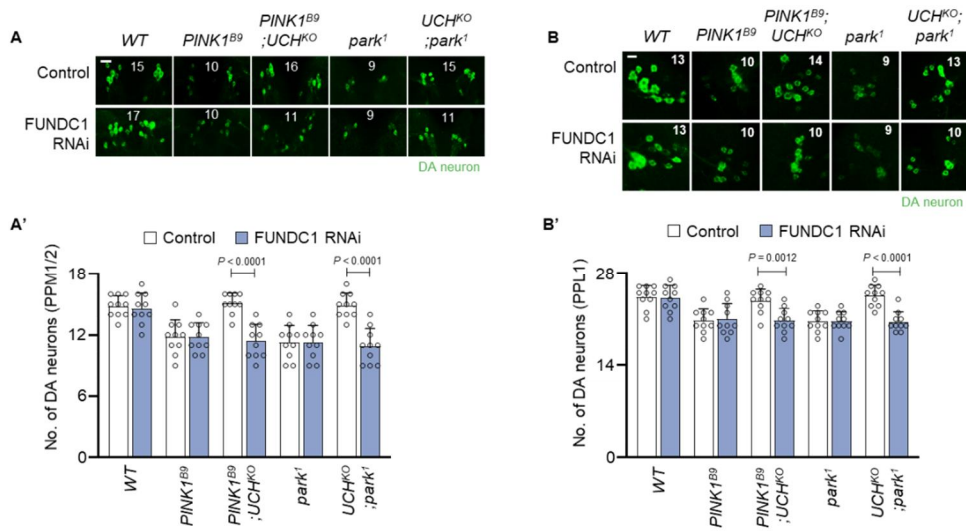 A
WT
PINK1ᴮ⁹
PINK1ᴮ⁹
;UCHᴷᴼ
park¹
UCHᴷᴼ
;park¹
Control
15
10
16
9
15
FUNDC1
RNAi
17
10
11
9
11
DA neuron
B
WT
PINK1ᴮ⁹
PINK1ᴮ⁹;
UCHᴷᴼ
park¹
UCHᴷᴼ;
park¹
Control
13
10
14
9
13
FUNDC1
RNAi
13
10
10
9
10
DA neuron
A'
Control
FUNDC1 RNAi
No. of DA neurons (PPM1/2)
18
12
6
0
P < 0.0001
P < 0.0001
WT
PINK1ᴮ⁹
PINK1ᴮ⁹
;UCHᴷᴼ
park¹
UCHᴷᴼ
;park¹
B'
Control
FUNDC1 RNAi
No. of DA neurons (PPL1)
28
14
0
P = 0.0012
P < 0.0001
WT
PINK1ᴮ⁹
PINK1ᴮ⁹
;UCHᴷᴼ
park¹
UCHᴷᴼ
;park¹